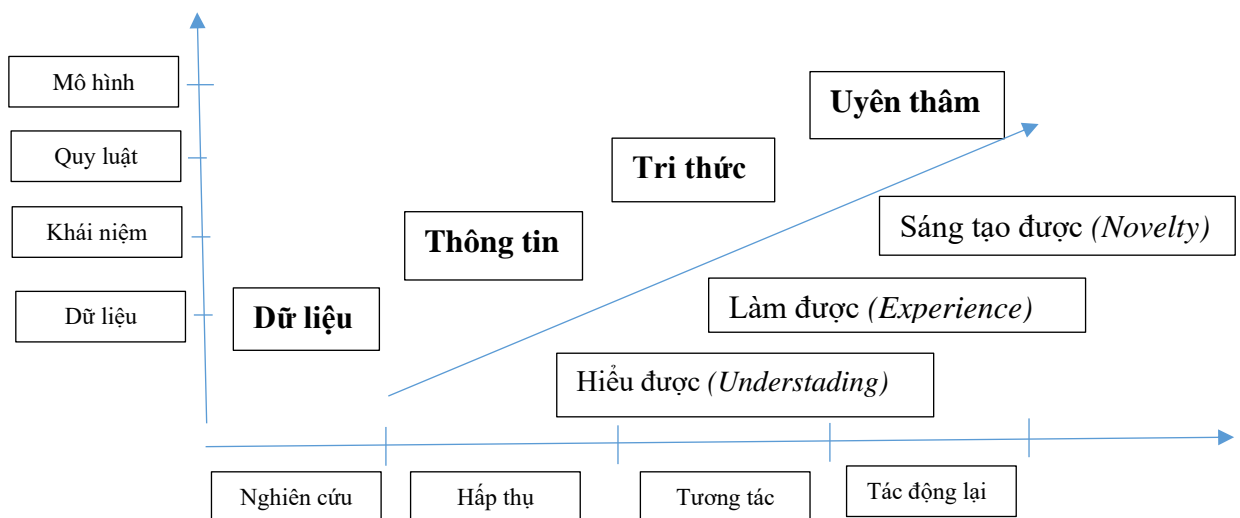 Mô hình
Uyên thâm
Quy luật
Tri thức
Khái niệm
Thông tin
Sáng tạo được (Novelty)
Dữ liệu
Dữ liệu
Làm được (Experience)
Hiểu được (Understading)
Nghiên cứu
Hấp thụ
Tương tác
Tác động lại